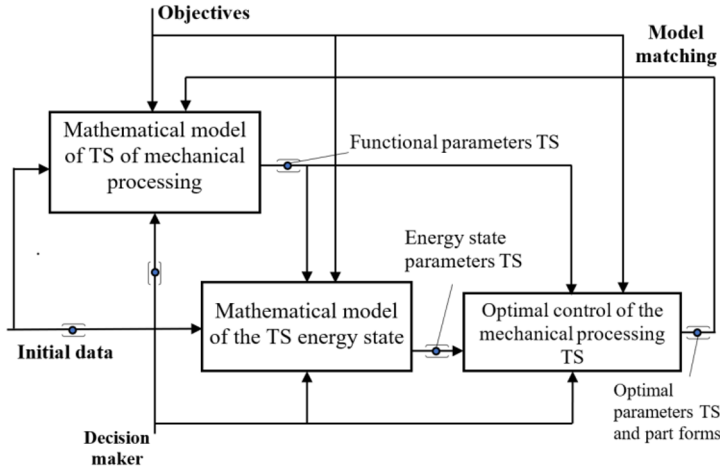 Objectives
Model
matching
Mathematical model
of TS of mechanical
processing
Functional parameters TS
Energy state
parameters TS
Mathematical model
of the TS energy state
Optimal control of the
mechanical processing
TS
Initial data
Optimal
parameters TS
and part forms
Decision
maker